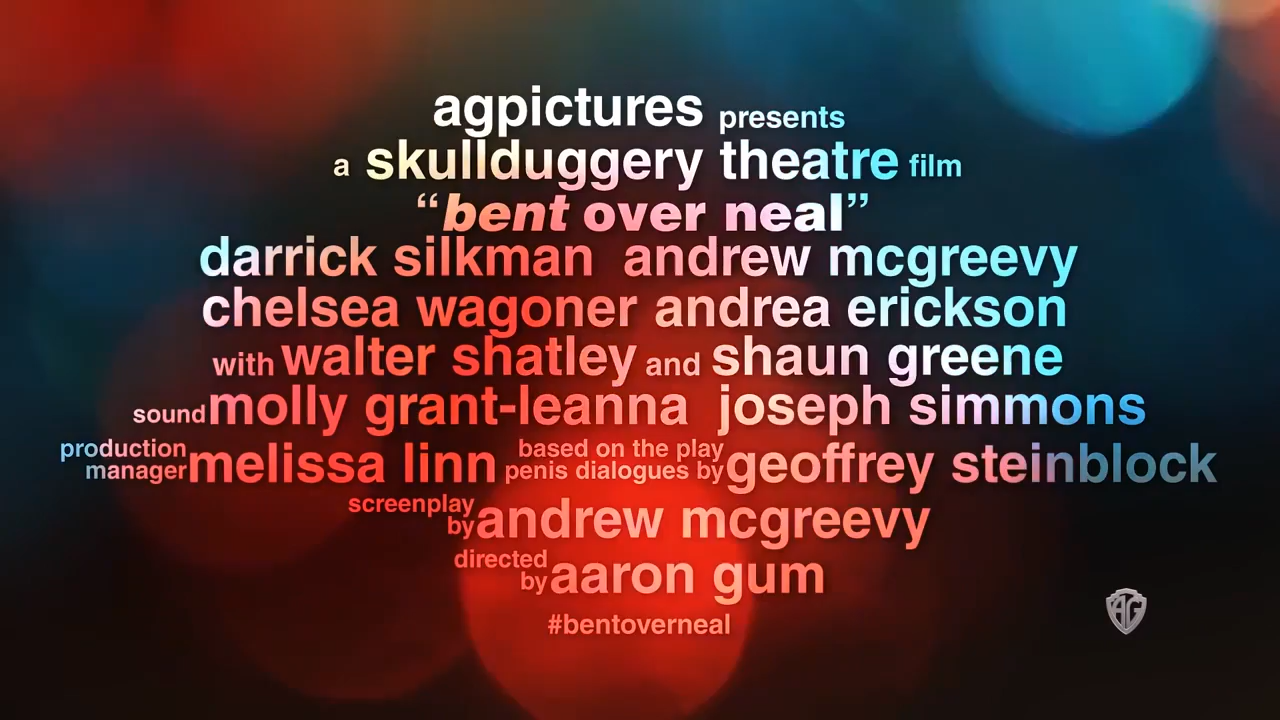 agpictures presents
a skullduggery theatre film
“bent over neal”
darrick silkman andrew mcgreevy
chelsea wagoner andrea erickson
with walter shatley and shaun greene
sound molly grant-leanna joseph simmons
production manager melissa linn based on the play penis dialogues by geoffrey steinblock
screenplay by andrew mcgreevy
directed by aaron gum
AG
#bentoverneal